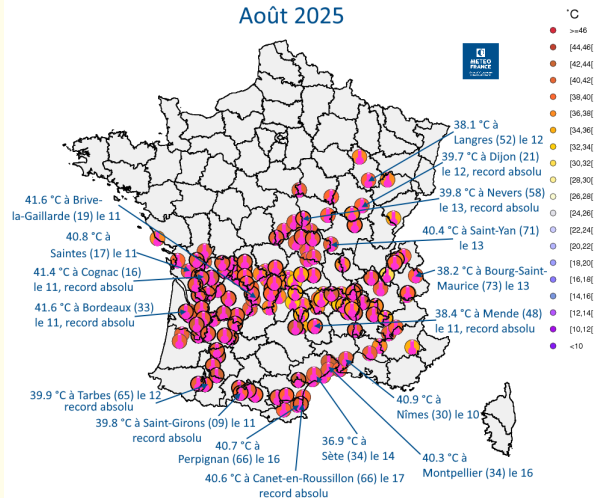 Août 2025
METEO
FRANCE
°C
>=46
[44,46[
[42,44[
[40,42[
[38,40[
[36,38[
[34,36[
[32,34[
[30,32[
[28,30[
[26,28[
[24,26[
[22,24[
[20,22[
[18,20[
[16,18[
[14,16[
[12,14[
[10,12[
<10
38.1 °C à
Langres (52) le 12
39.7 °C à Dijon (21)
le 12, record absolu
39.8 °C à Nevers (58)
le 13, record absolu
40.4 °C à Saint-Yan (71)
le 13
38.2 °C à Bourg-Saint-
Maurice (73) le 13
38.4 °C à Mende (48)
le 11, record absolu
41.6 °C à Brive-
la-Gaillarde (19) le 11
40.8 °C à
Saintes (17) le 11
41.4 °C à Cognac (16)
le 11, record absolu
41.6 °C à Bordeaux (33)
le 11, record absolu
39.9 °C à Tarbes (65) le 12
record absolu
39.8 °C à Saint-Girons (09) le 11
record absolu
40.7 °C à
Perpignan (66) le 16
40.6 °C à Canet-en-Roussillon (66) le 17
record absolu
36.9 °C à
Sète (34) le 14
40.9 °C à
Nîmes (30) le 10
40.3 °C à
Montpellier (34) le 16